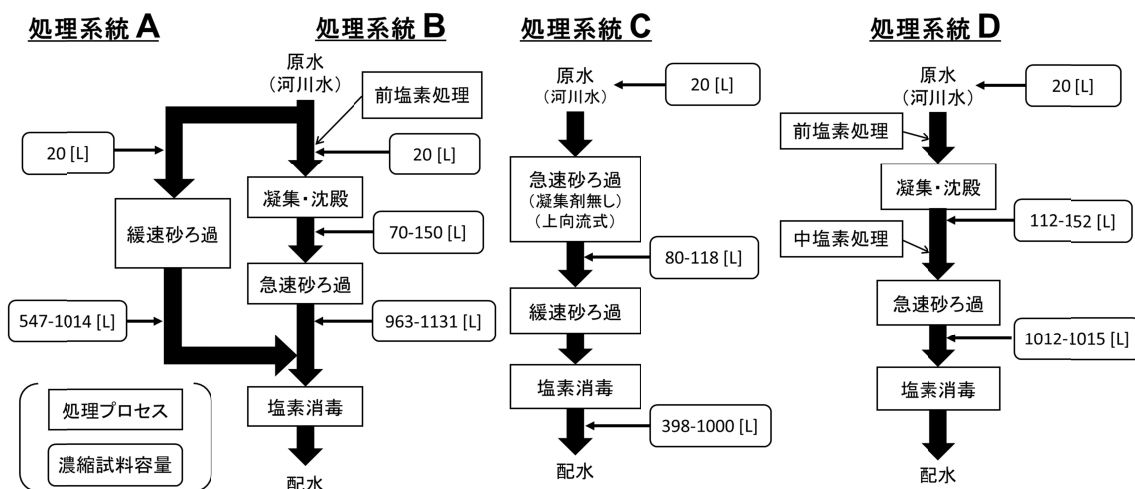 処理系統 A
処理系統 B
原水
(河川水)
前塩素処理
20 [L]
20 [L]
凝集・沈殿
緩速砂ろ過
70-150 [L]
急速砂ろ過
547-1014 [L]
963-1131 [L]
塩素消毒
配水
処理プロセス
濃縮試料容量
処理系統 C
原水
(河川水)
20 [L]
急速砂ろ過
(凝集剤無し)
(上向流式)
80-118 [L]
緩速砂ろ過
塩素消毒
398-1000 [L]
配水
処理系統 D
原水
(河川水)
20 [L]
前塩素処理
凝集・沈殿
112-152 [L]
中塩素処理
急速砂ろ過
1012-1015 [L]
塩素消毒
配水